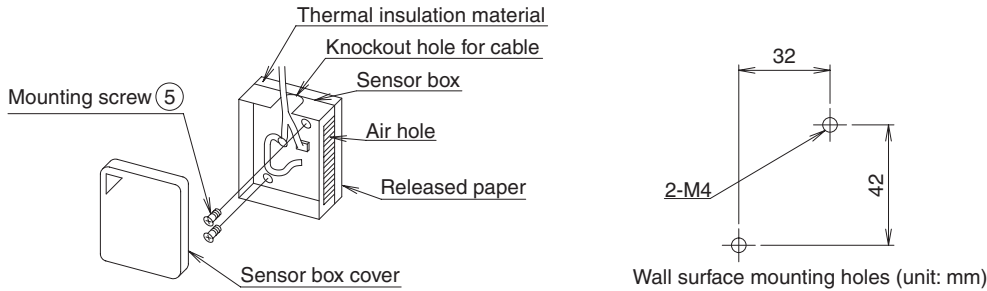 Thermal insulation material
Knockout hole for cable
Sensor box
Mounting screw ⑤
Air hole
Released paper
Sensor box cover
32
2-M4
42
Wall surface mounting holes (unit: mm)